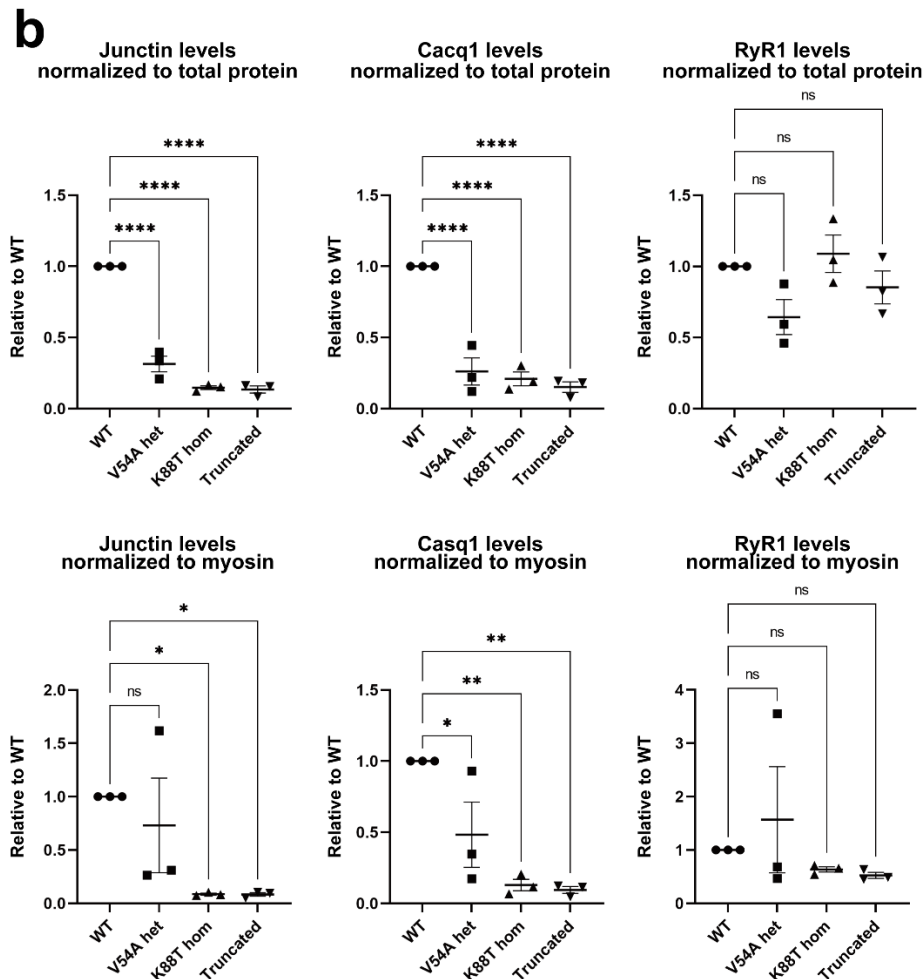 b
Junctin levels
normalized to total protein
****
****
****
Relative to WT
1.5
1.0
0.5
0.0
WT
V54A het
K88T hom
Truncated
Cacq1 levels
normalized to total protein
****
****
****
Relative to WT
1.5
1.0
0.5
0.0
WT
V54A het
K88T hom
Truncated
RyR1 levels
normalized to total protein
ns
ns
ns
Relative to WT
1.5
1.0
0.5
0.0
WT
V54A het
K88T hom
Truncated
Junctin levels
normalized to myosin
*
*
ns
Relative to WT
2.0
1.5
1.0
0.5
0.0
WT
V54A het
K88T hom
Truncated
Casq1 levels
normalized to myosin
**
**
*
Relative to WT
1.5
1.0
0.5
0.0
WT
V54A het
K88T hom
Truncated
RyR1 levels
normalized to myosin
ns
ns
ns
Relative to WT
4
3
2
1
0
WT
V54A het
K88T hom
Truncated